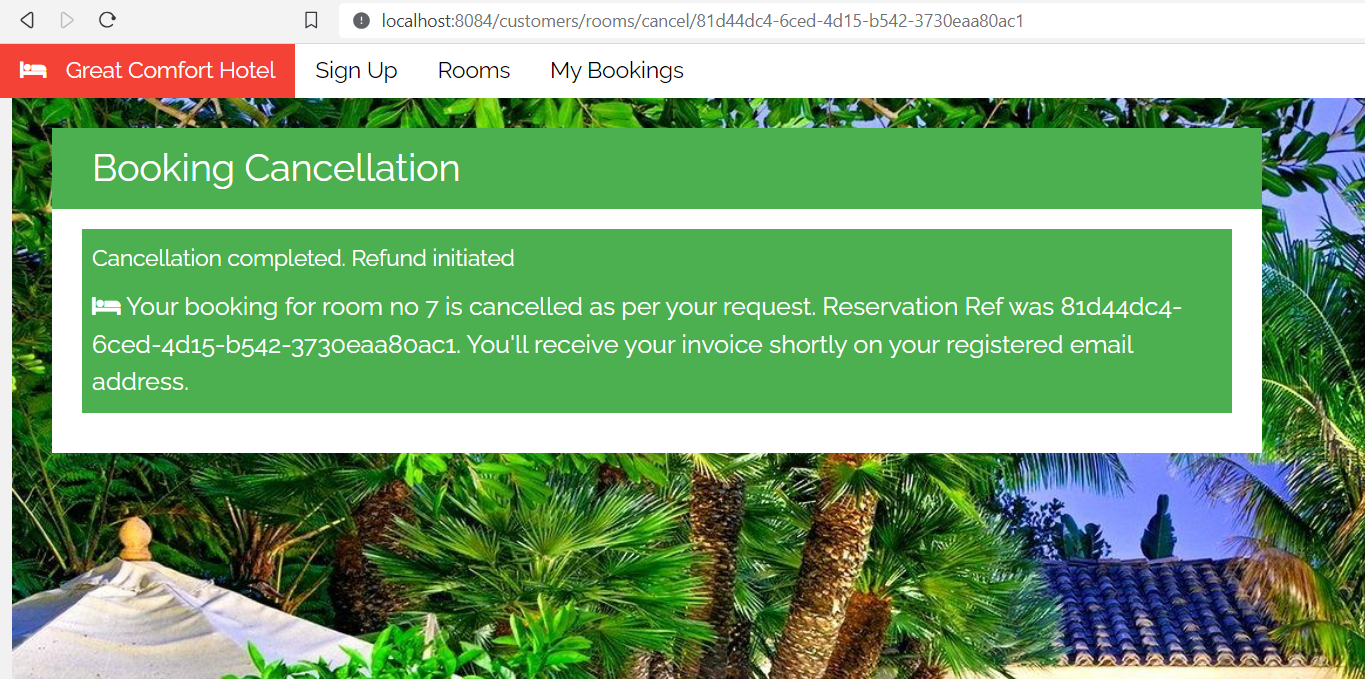 localhost:8084/customers/rooms/cancel/81d44dc4-6ced-4d15-b542-3730eaa80ac1
Great Comfort Hotel Sign Up Rooms My Bookings
Booking Cancellation
Cancellation completed. Refund initiated
Your booking for room no 7 is cancelled as per your request. Reservation Ref was 81d44dc4-
6ced-4d15-b542-3730eaa80ac1. You'll receive your invoice shortly on your registered email
address.